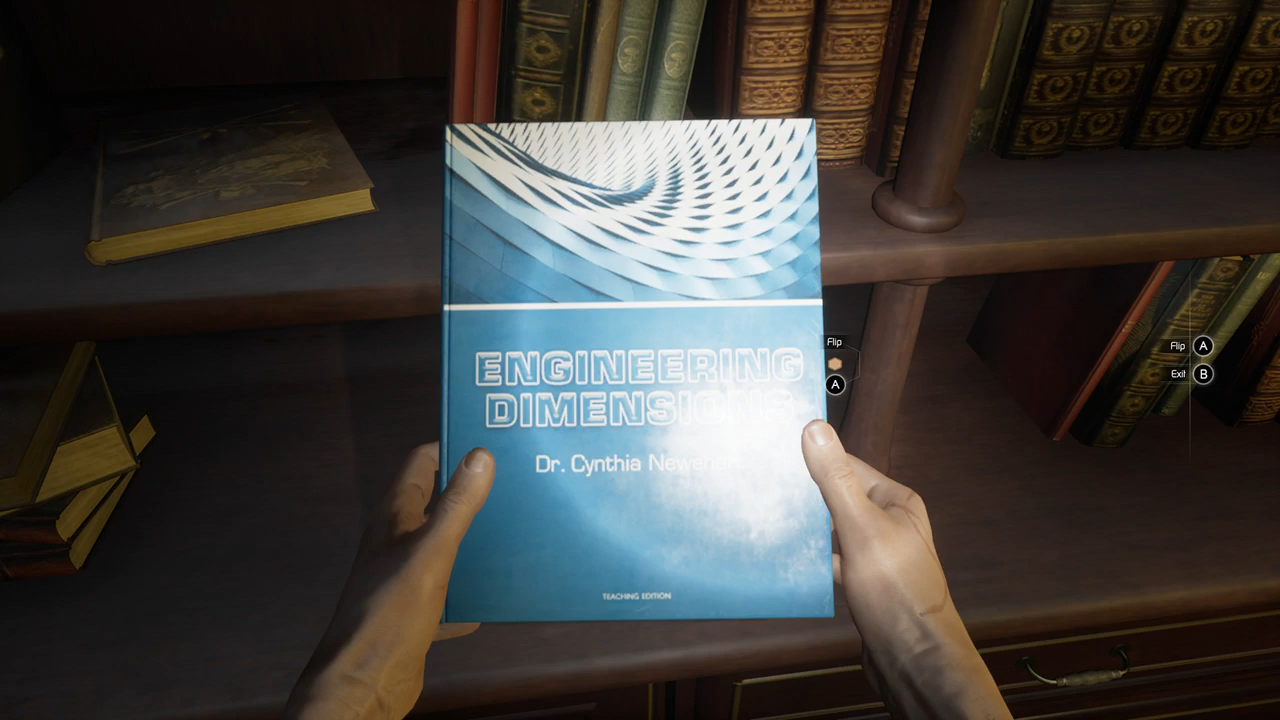 ENGINEERING
DIMENSIONS
Dr. Cynthia
TEACHING EDITION
Flip
A
Flip A
Exit B